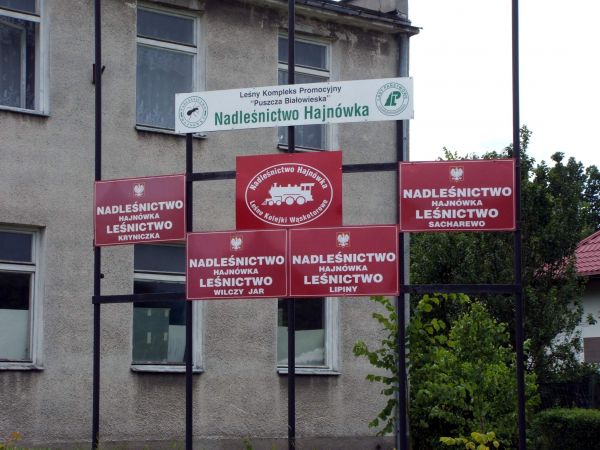 Leśny Kompleks Promocyjny
"Puszcza Białowieska"
Nadleśnictwo Hajnówka
NADLEŚNICTWO
HAJNÓWKA
LEŚNICTWO
KRYNICZKA
Nadleśnictwo Hajnówka
Leśne Kolejki Wąskotorowe
NADLEŚNICTWO
HAJNÓWKA
LEŚNICTWO
SACHAREWO
NADLEŚNICTWO
HAJNÓWKA
LEŚNICTWO
WILCZY JAR
NADLEŚNICTWO
HAJNÓWKA
LEŚNICTWO
LIPINY